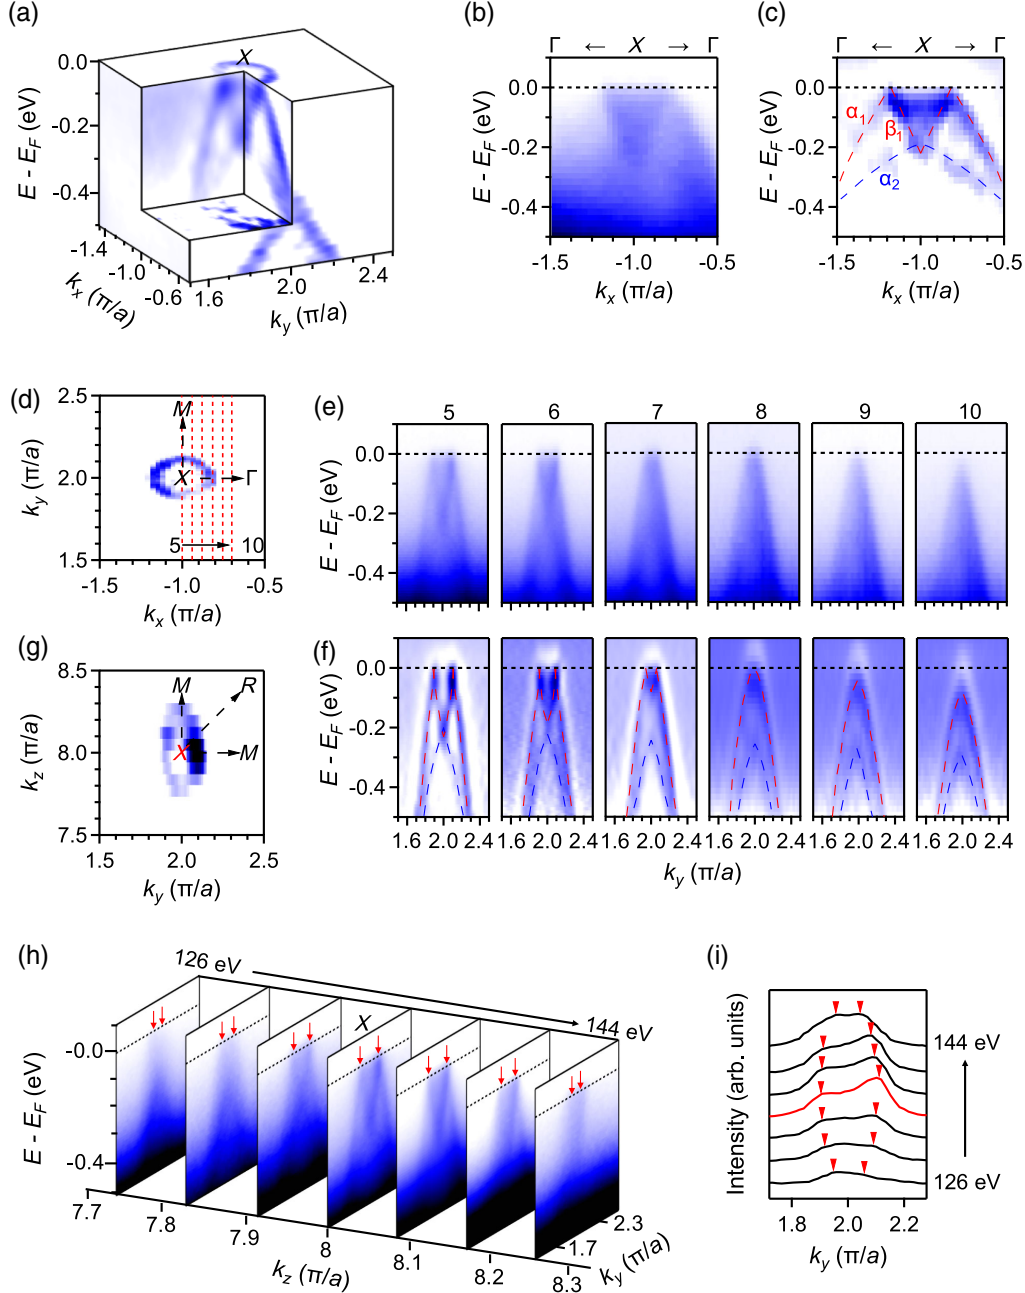 (a)
X
E - E_F (eV)
0.0
-0.2
-0.4
-1.4
-1.0
-0.6
k_x (π/a)
1.6
2.0
2.4
k_y (π/a)
(b)
Γ ← X → Γ
E - E_F (eV)
0.0
-0.2
-0.4
-1.5 -1.0 -0.5
k_x (π/a)
(c)
Γ ← X → Γ
E - E_F (eV)
0.0
-0.2
-0.4
α₁
β₁
α₂
-1.5 -1.0 -0.5
k_x (π/a)
(d)
k_y (π/a)
2.5
2.0
1.5
M
X
Γ
5 10
-1.5 -1.0 -0.5
k_x (π/a)
(e)
5 6 7 8 9 10
E - E_F (eV)
0.0
-0.2
-0.4
(f)
E - E_F (eV)
0.0
-0.2
-0.4
1.6 2.0 2.4 1.6 2.0 2.4 1.6 2.0 2.4 1.6 2.0 2.4 1.6 2.0 2.4 1.6 2.0 2.4
k_y (π/a)
(g)
k_z (π/a)
8.5
8.0
7.5
M
R
X
M
1.5 2.0 2.5
k_y (π/a)
(h)
126 eV
144 eV
X
E - E_F (eV)
-0.0
-0.4
7.7
7.8
7.9
8
8.1
8.2
8.3
k_z (π/a)
2.3
1.7
k_y (π/a)
(i)
Intensity (arb. units)
144 eV
126 eV
1.8 2.0 2.2
k_y (π/a)